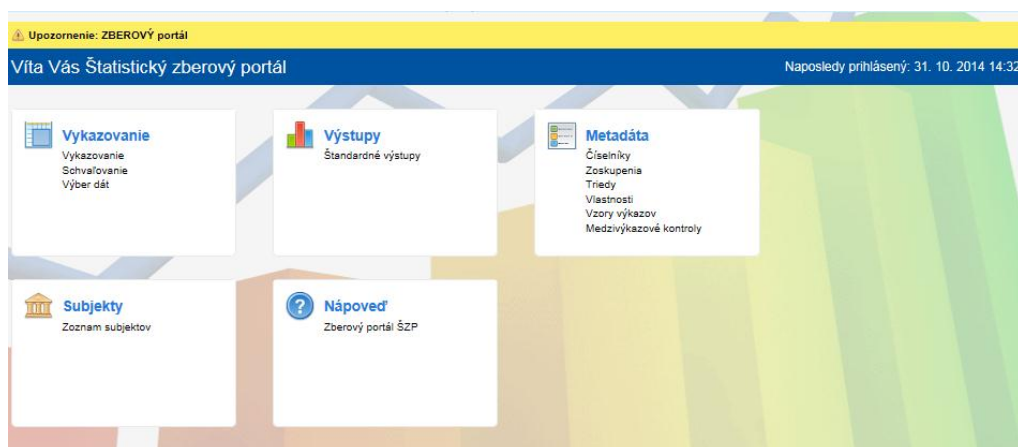 Upozornenie: ZBEROVÝ portál
Víta Vás Štatistický zberový portál
Naposledy prihlásený: 31. 10. 2014 14:32
Vykazovanie
Vykazovanie
Schvaľovanie
Výber dát
Výstupy
Štandardné výstupy
Metadáta
Číselníky
Zoskupenia
Triedy
Vlastnosti
Vzory výkazov
Medzivýkazové kontroly
Subjekty
Zoznam subjektov
Nápoveď
Zberový portál ŠZP